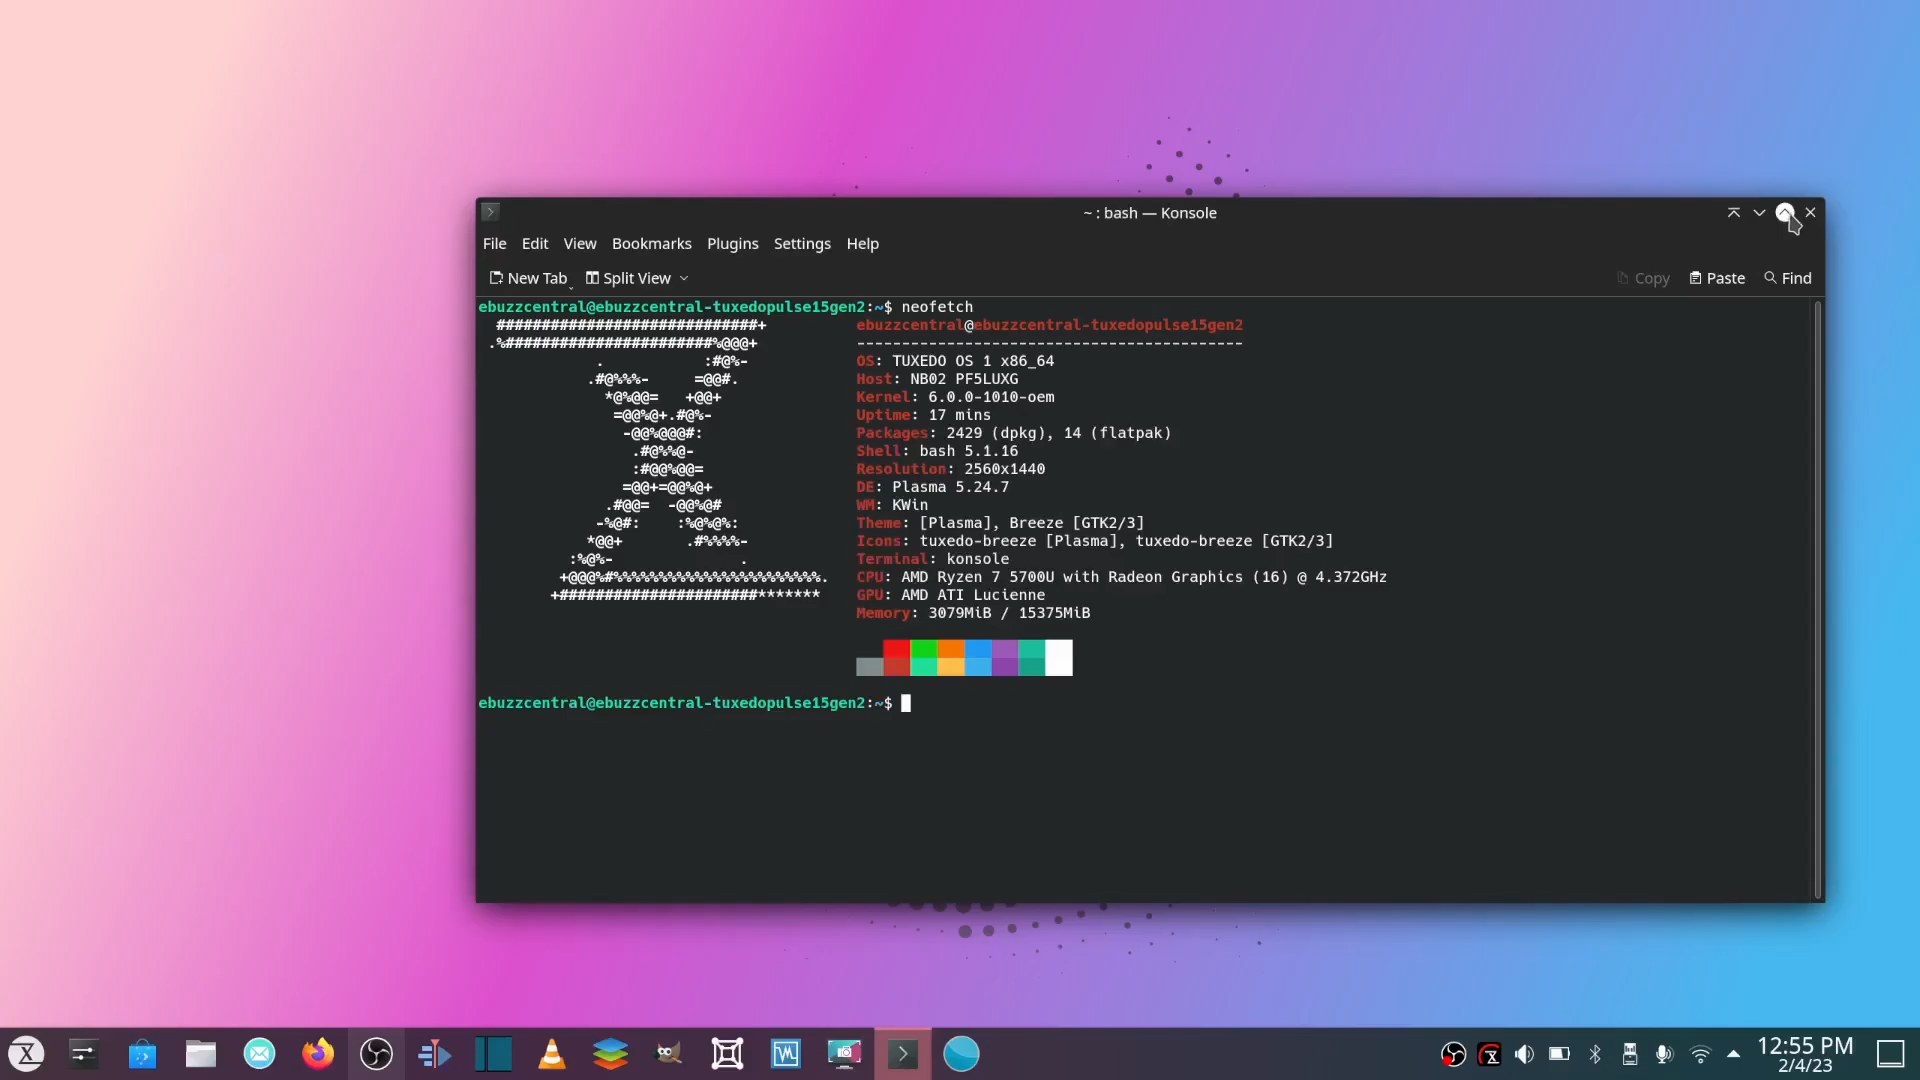 ~ : bash — Konsole
File Edit View Bookmarks Plugins Settings Help
New Tab Split View Copy Paste Find
ebuzzcentral@ebuzzcentral-tuxedopulse15gen2:~$ neofetch
ebuzzcentral@ebuzzcentral-tuxedopulse15gen2
-------------------------------------------
OS: TUXEDO OS 1 x86_64
Host: NB02 PF5LUXG
Kernel: 6.0.0-1010-oem
Uptime: 17 mins
Packages: 2429 (dpkg), 14 (flatpak)
Shell: bash 5.1.16
Resolution: 2560x1440
DE: Plasma 5.24.7
WM: KWin
Theme: [Plasma], Breeze [GTK2/3]
Icons: tuxedo-breeze [Plasma], tuxedo-breeze [GTK2/3]
Terminal: konsole
CPU: AMD Ryzen 7 5700U with Radeon Graphics (16) @ 4.372GHz
GPU: AMD ATI Lucienne
Memory: 3079MiB / 15375MiB
ebuzzcentral@ebuzzcentral-tuxedopulse15gen2:~$
12:55 PM
2/4/23